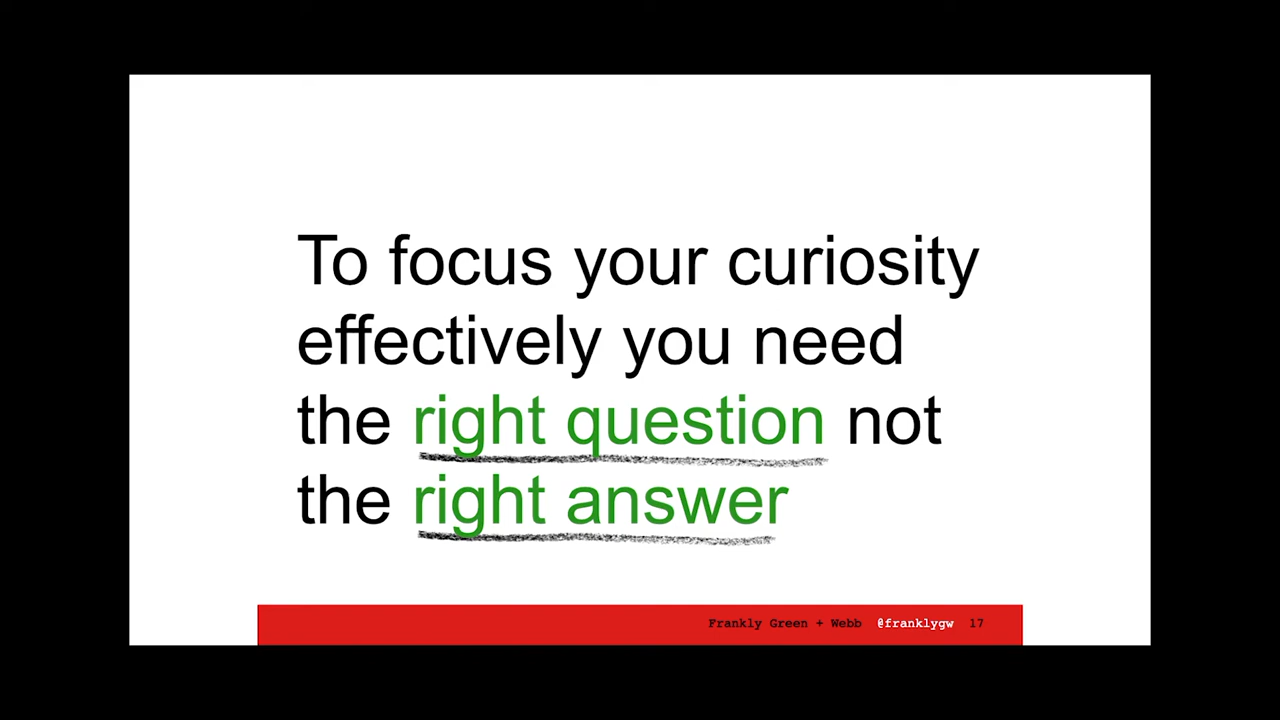 To focus your curiosity
effectively you need
the right question not
the right answer
Frankly Green + Webb @franklygw 17